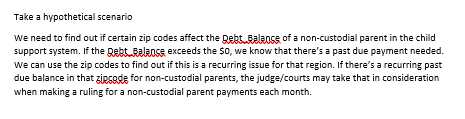 Take a hypothetical scenario
We need to find out if certain zip codes affect the Debt_Balance of a non-custodial parent in the child
support system. If the Debt_Balance exceeds the $0, we know that there's a past due payment needed.
We can use the zip codes to find out if this is a recurring issue for that region. If there's a recurring past
due balance in that zipcode for non-custodial parents, the judge/courts may take that in consideration
when making a ruling for a non-custodial parent payments each month.